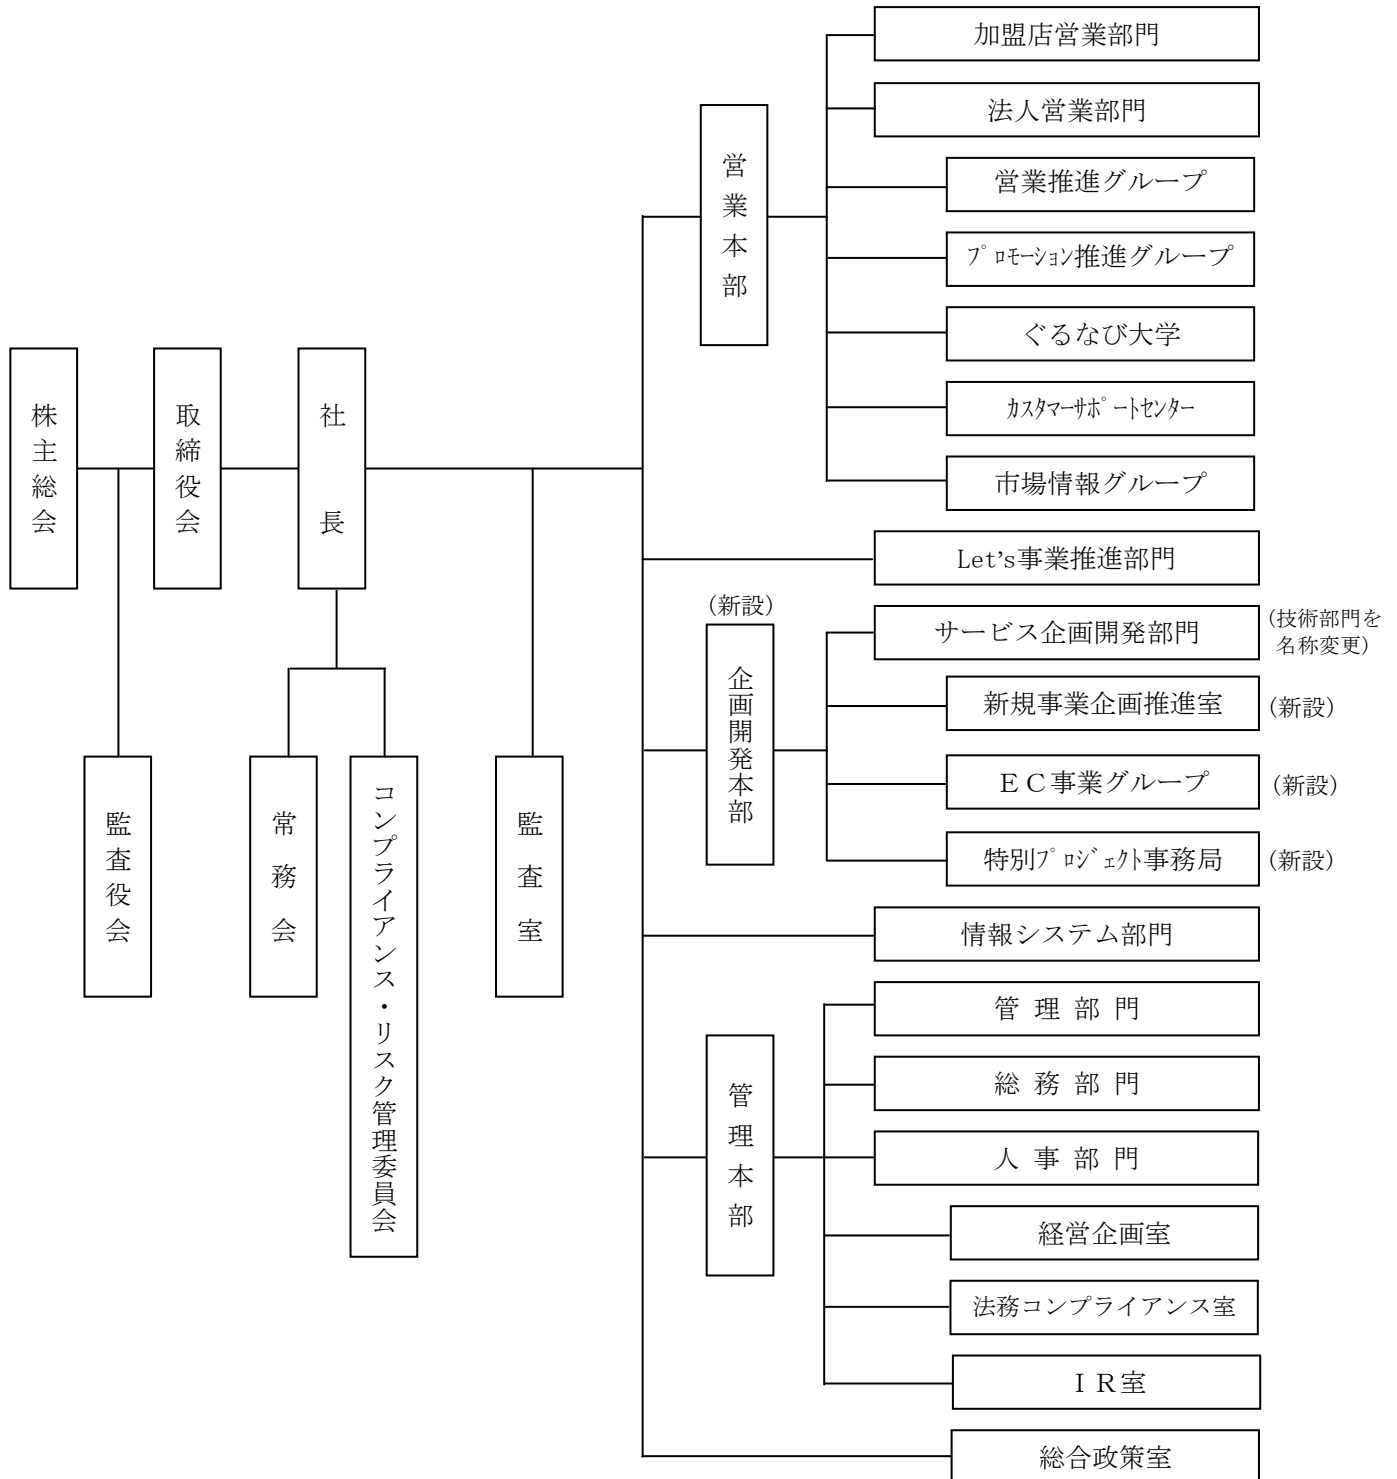 株主総会
取締役会
社長
監査役会
常務会
コンプライアンス・リスク管理委員会
監査室
営業本部
加盟店営業部門
法人営業部門
営業推進グループ
ﾌﾟﾛﾓｰｼｮﾝ推進グループ
ぐるなび大学
ｶｽﾀﾏｰｻﾎﾟｰﾄｾﾝﾀｰ
市場情報グループ
Let's事業推進部門
(新設)
企画開発本部
サービス企画開発部門
(技術部門を
名称変更)
新規事業企画推進室
(新設)
ＥＣ事業グループ
(新設)
特別ﾌﾟﾛｼﾞｪｸﾄ事務局
(新設)
情報システム部門
管理本部
管理部門
総務部門
人事部門
経営企画室
法務コンプライアンス室
ＩＲ室
総合政策室